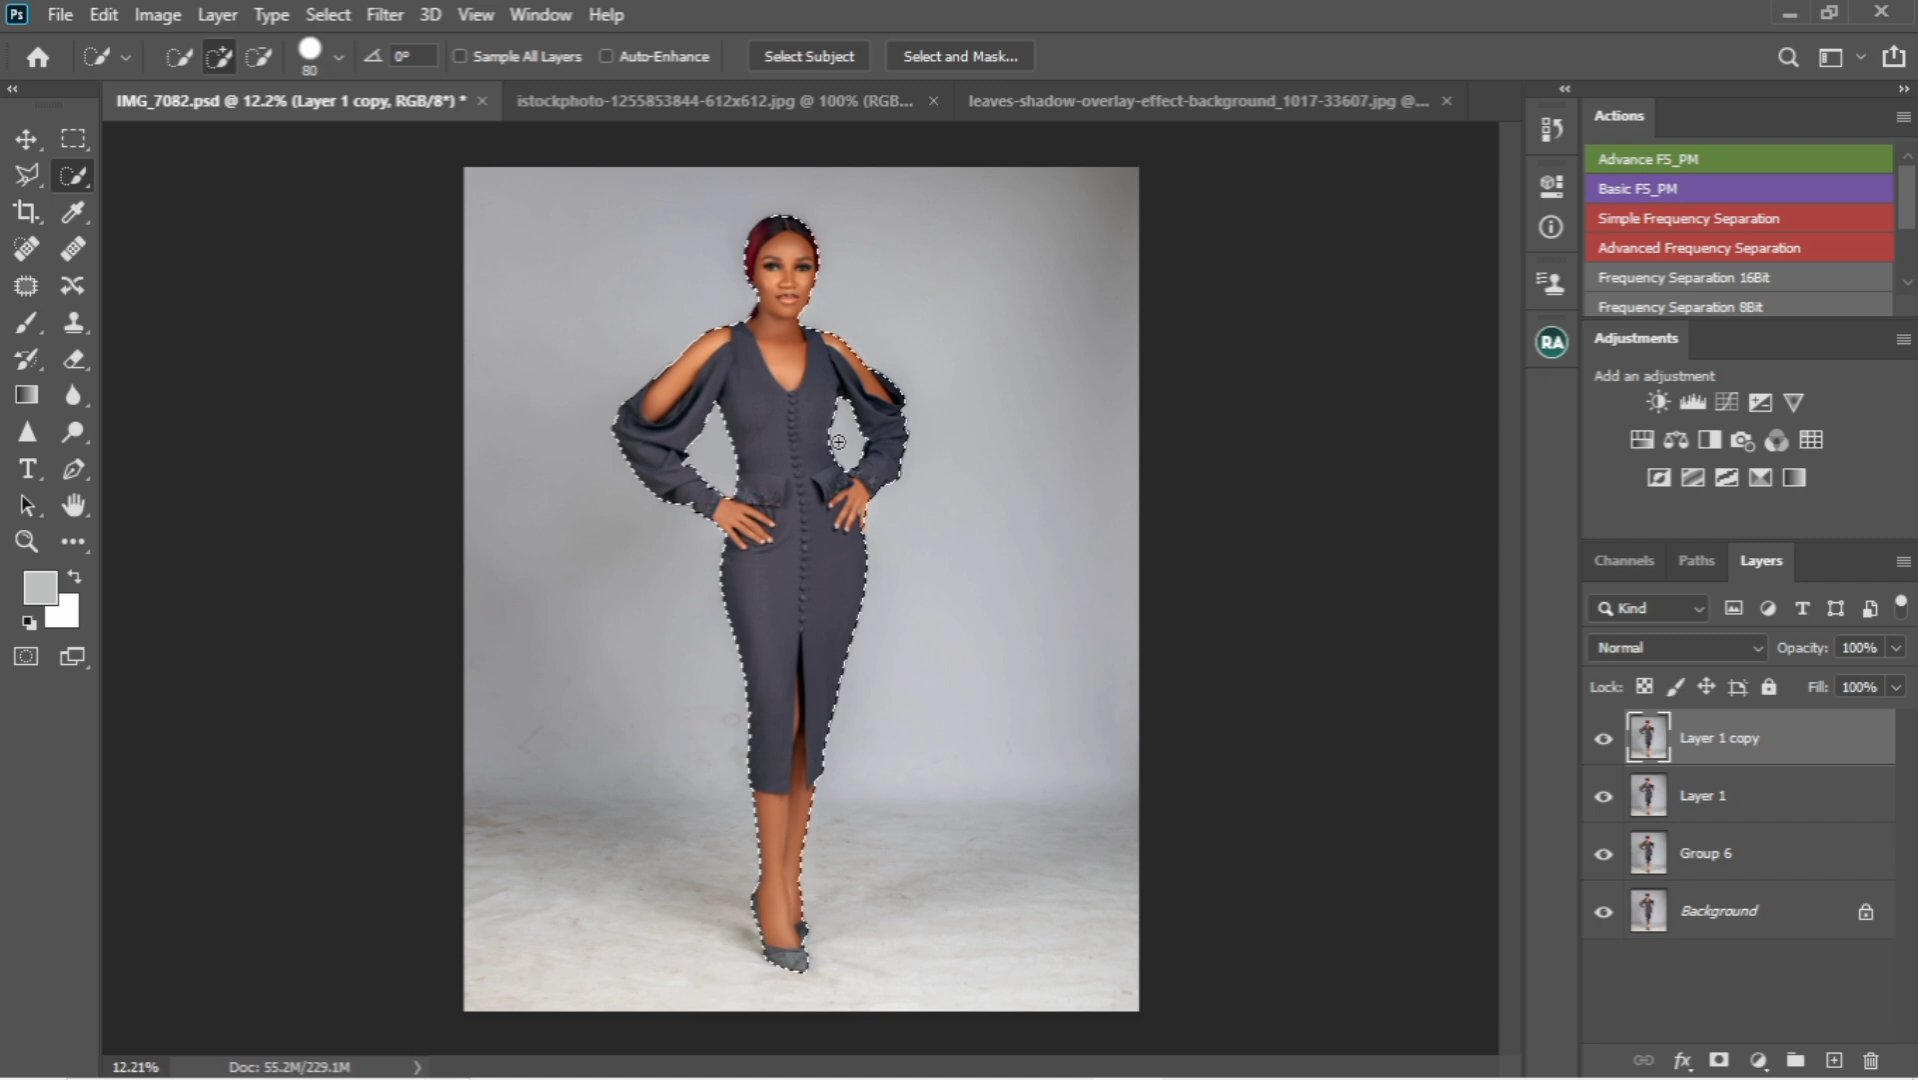 Ps File Edit Image Layer Type Select Filter 3D View Window Help
80 0° Sample All Layers Auto-Enhance Select Subject Select and Mask...
IMG_7082.psd @ 12.2% (Layer 1 copy, RGB/8*) * istockphoto-1255853844-612x612.jpg @ 100% (RGB... leaves-shadow-overlay-effect-background_1017-33607.jpg @...
Actions
Advance FS_PM
Basic FS_PM
Simple Frequency Separation
Advanced Frequency Separation
Frequency Separation 16Bit
Frequency Separation 8Bit
RA
Adjustments
Add an adjustment
Channels Paths Layers
Kind
Normal Opacity: 100%
Lock: Fill: 100%
Layer 1 copy
Layer 1
Group 6
Background
12.21% Doc: 55.2M/229.1M